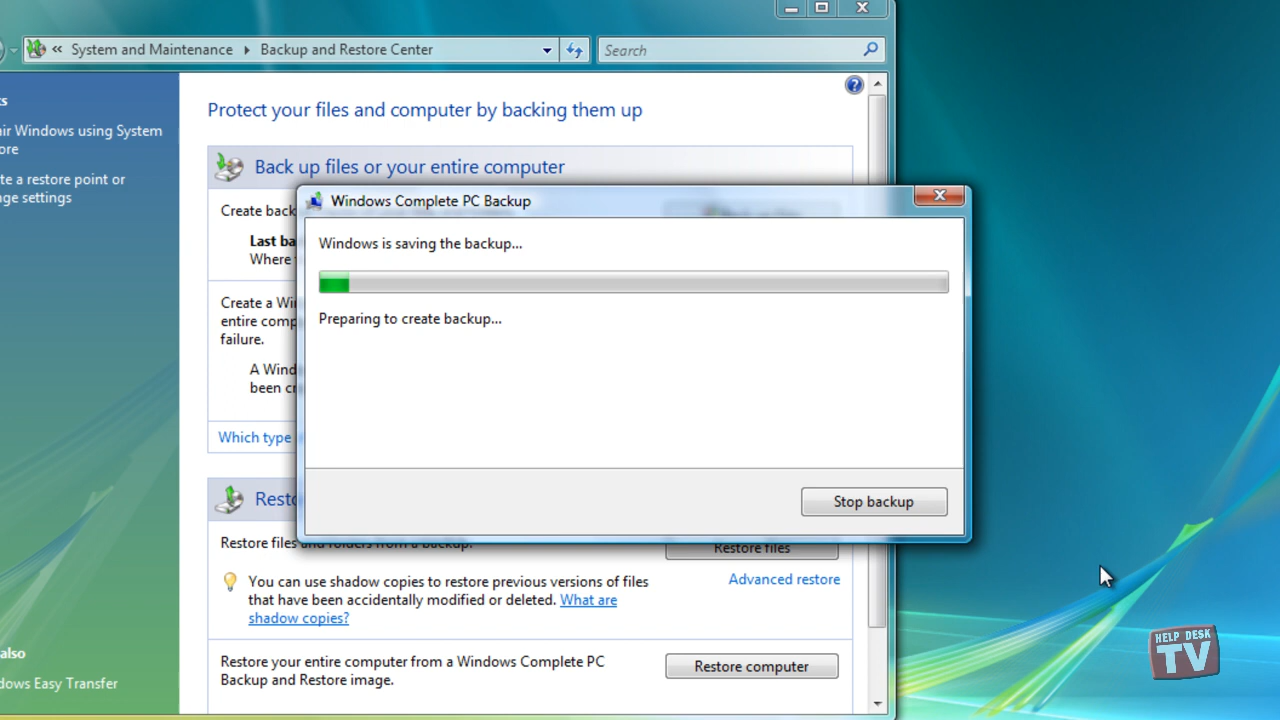 « System and Maintenance Backup and Restore Center
Search
ts
air Windows using System
ore
te a restore point or
nge settings
also
dows Easy Transfer
Protect your files and computer by backing them up
Back up files or your entire computer
Create back
Last ba
Where
Create a Wi
entire comp
failure.
A Wind
been cr
Which type
Windows Complete PC Backup
Windows is saving the backup...
Preparing to create backup...
Stop backup
Resto
Restore files and folders from a backup.
Restore files
You can use shadow copies to restore previous versions of files
that have been accidentally modified or deleted. What are
shadow copies?
Advanced restore
Restore your entire computer from a Windows Complete PC
Backup and Restore image.
Restore computer
HELP DESK
TV